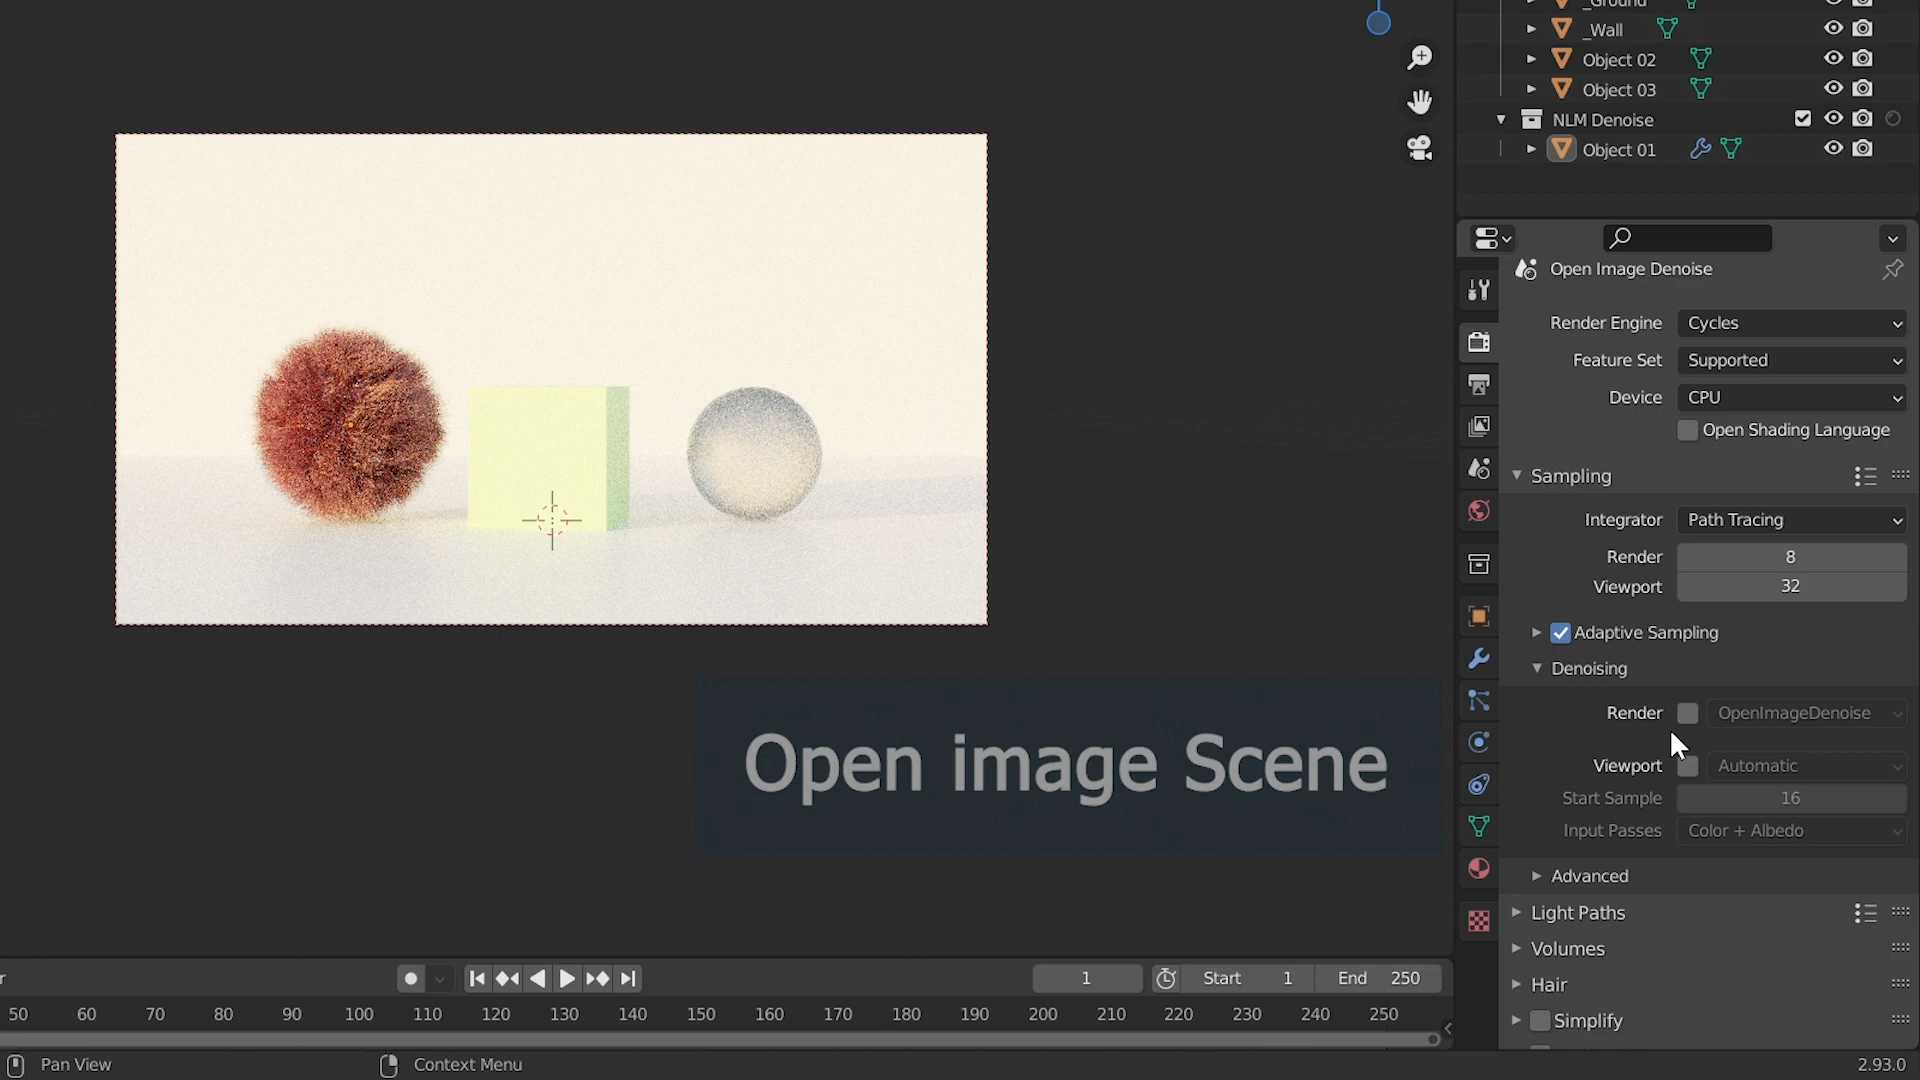 _Ground
_Wall
Object 02
Object 03
NLM Denoise
Object 01
Open Image Denoise
Render Engine Cycles
Feature Set Supported
Device CPU
Open Shading Language
Sampling
Integrator Path Tracing
Render 8
Viewport 32
Adaptive Sampling
Denoising
Render OpenImageDenoise
Viewport Automatic
Start Sample 16
Input Passes Color + Albedo
Advanced
Light Paths
Volumes
Hair
Simplify
Open image Scene
r 1 Start 1 End 250
50 60 70 80 90 100 110 120 130 140 150 160 170 180 190 200 210 220 230 240 250
Pan View Context Menu 2.93.0